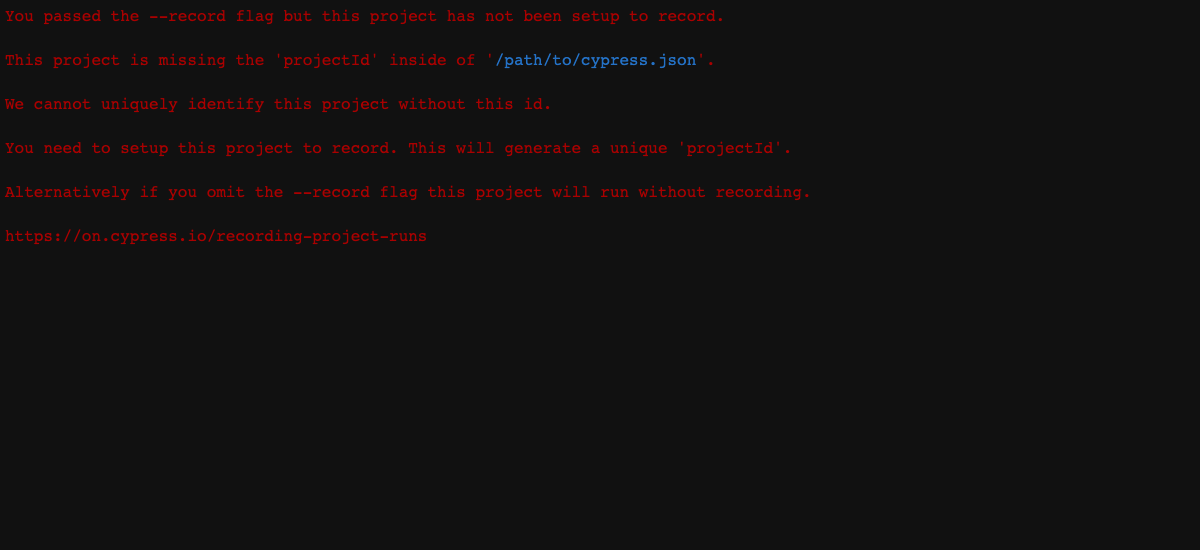 You passed the --record flag but this project has not been setup to record.
This project is missing the 'projectId' inside of '/path/to/cypress.json'.
We cannot uniquely identify this project without this id.
You need to setup this project to record. This will generate a unique 'projectId'.
Alternatively if you omit the --record flag this project will run without recording.
https://on.cypress.io/recording-project-runs